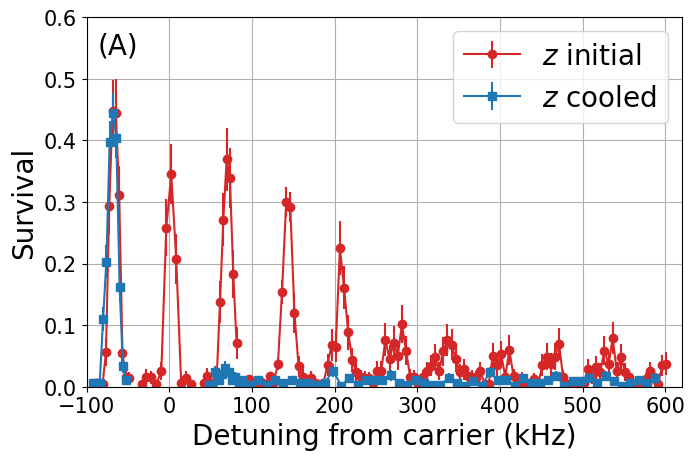 (A)
z initial
z cooled
Survival
0.6
0.5
0.4
0.3
0.2
0.1
0.0
−100 0 100 200 300 400 500 600
Detuning from carrier (kHz)